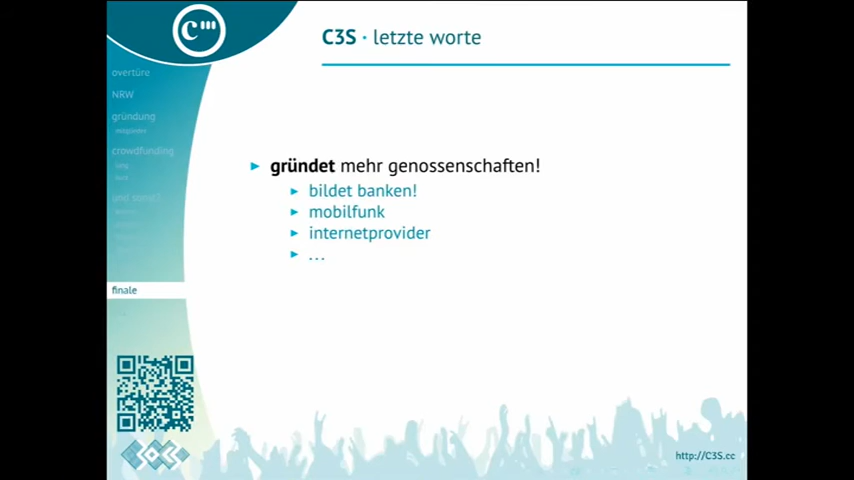 C3S · letzte worte
overtüre
NRW
gründung
mitglieder
crowdfunding
und sonst?
finale
gründet mehr genossenschaften!
bildet banken!
mobilfunk
internetprovider
...
http://C3S.cc